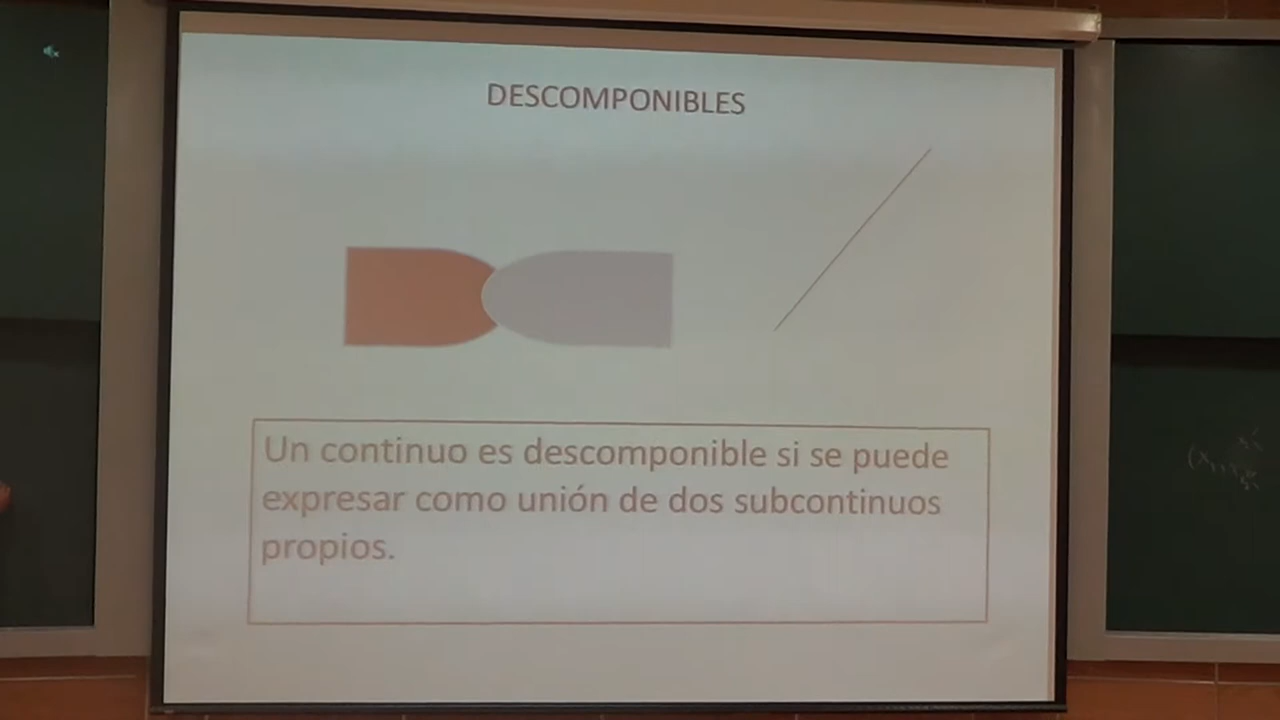 DESCOMPONIBLES
Un continuo es descomponible si se puede
expresar como unión de dos subcontinuos
propios.